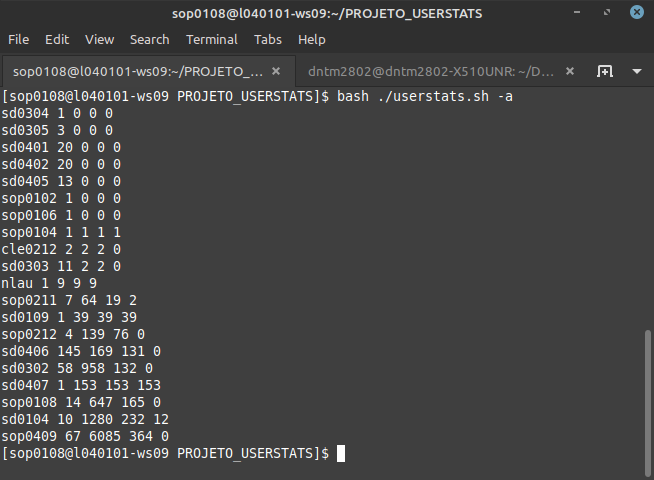 sop0108@l040101-ws09:~/PROJETO_USERSTATS
File Edit View Search Terminal Tabs Help
sop0108@l040101-ws09:~/PROJETO_... × dntm2802@dntm2802-X510UNR: ~/D... ×
[sop0108@l040101-ws09 PROJETO_USERSTATS]$ bash ./userstats.sh -a
sd0304 1 0 0 0
sd0305 3 0 0 0
sd0401 20 0 0 0
sd0402 20 0 0 0
sd0405 13 0 0 0
sop0102 1 0 0 0
sop0106 1 0 0 0
sop0104 1 1 1 1
cle0212 2 2 2 0
sd0303 11 2 2 0
nlau 1 9 9 9
sop0211 7 64 19 2
sd0109 1 39 39 39
sop0212 4 139 76 0
sd0406 145 169 131 0
sd0302 58 958 132 0
sd0407 1 153 153 153
sop0108 14 647 165 0
sd0104 10 1280 232 12
sop0409 67 6085 364 0
[sop0108@l040101-ws09 PROJETO_USERSTATS]$